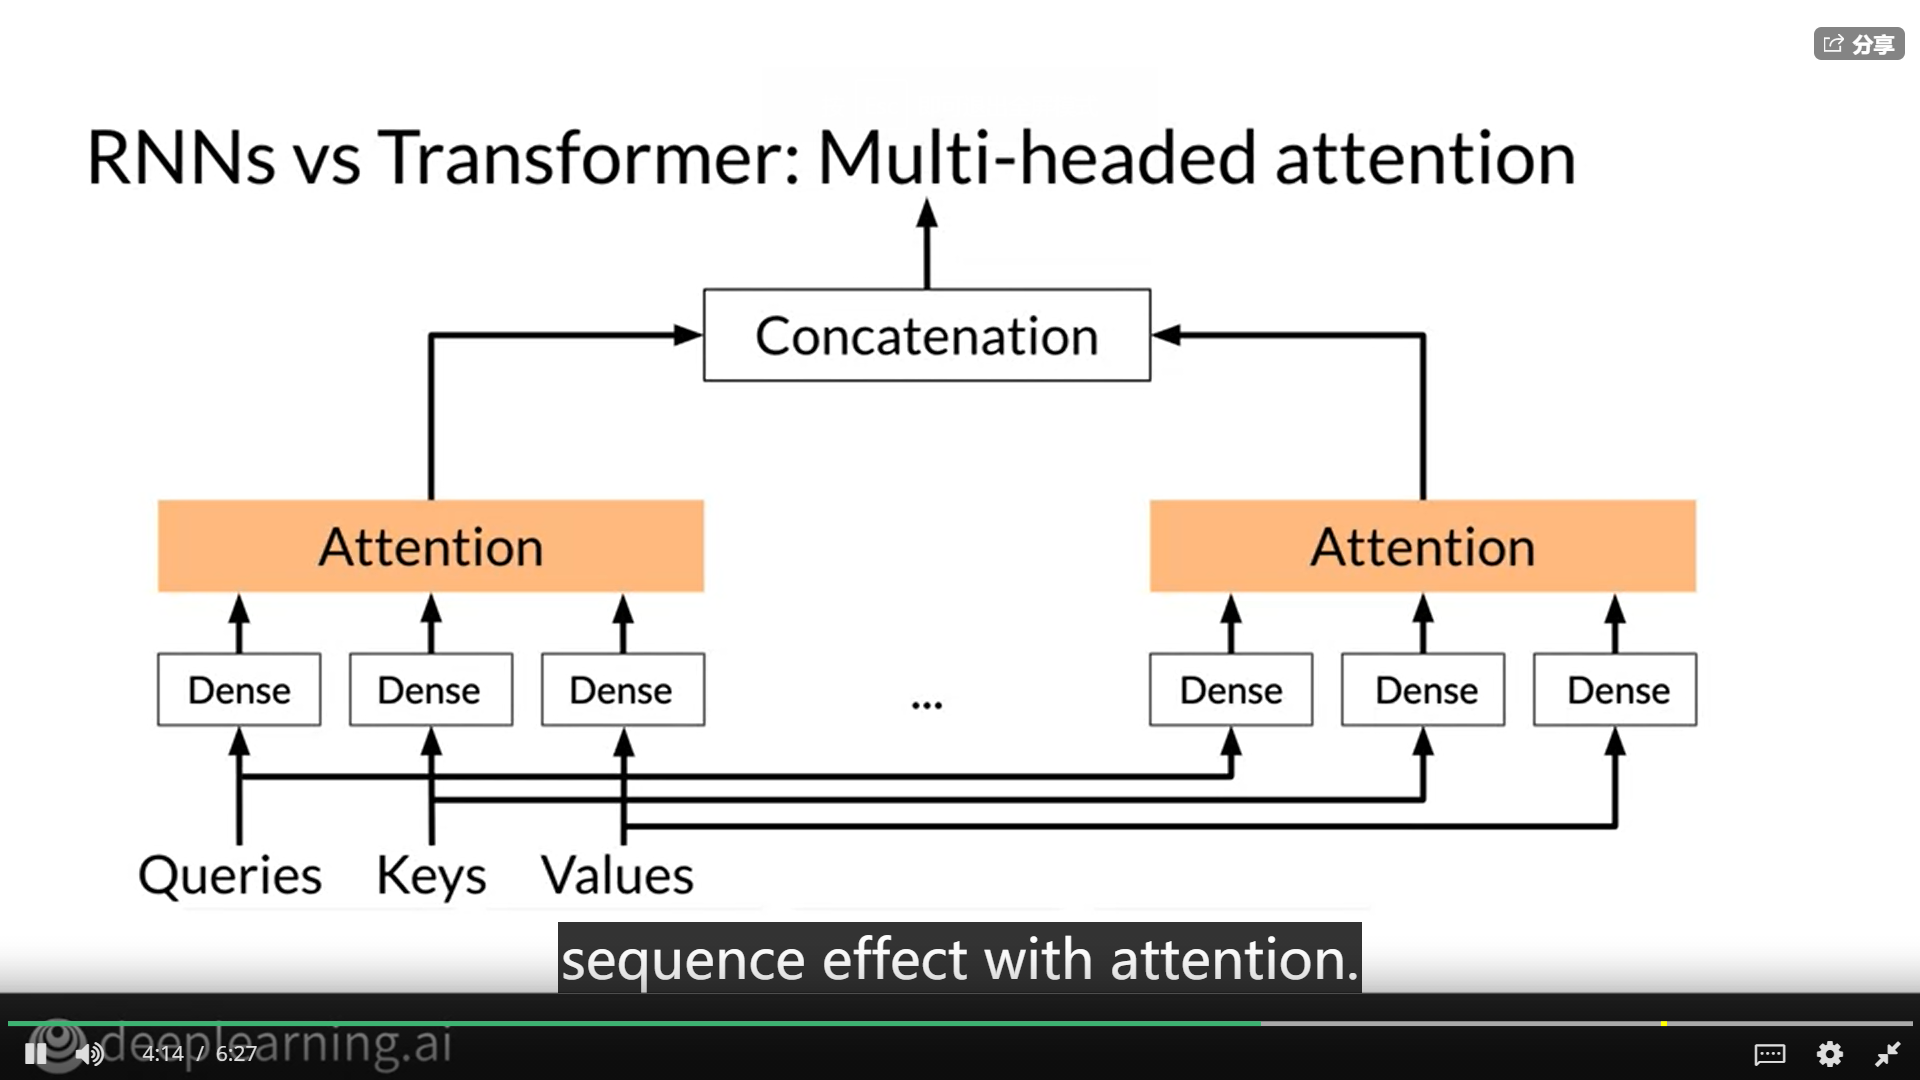 分享
RNNs vs Transformer: Multi-headed attention
Concatenation
Attention
Attention
Dense
Dense
Dense
...
Dense
Dense
Dense
Queries
Keys
Values
sequence effect with attention.
deeplearning.ai
4:14 / 6:27